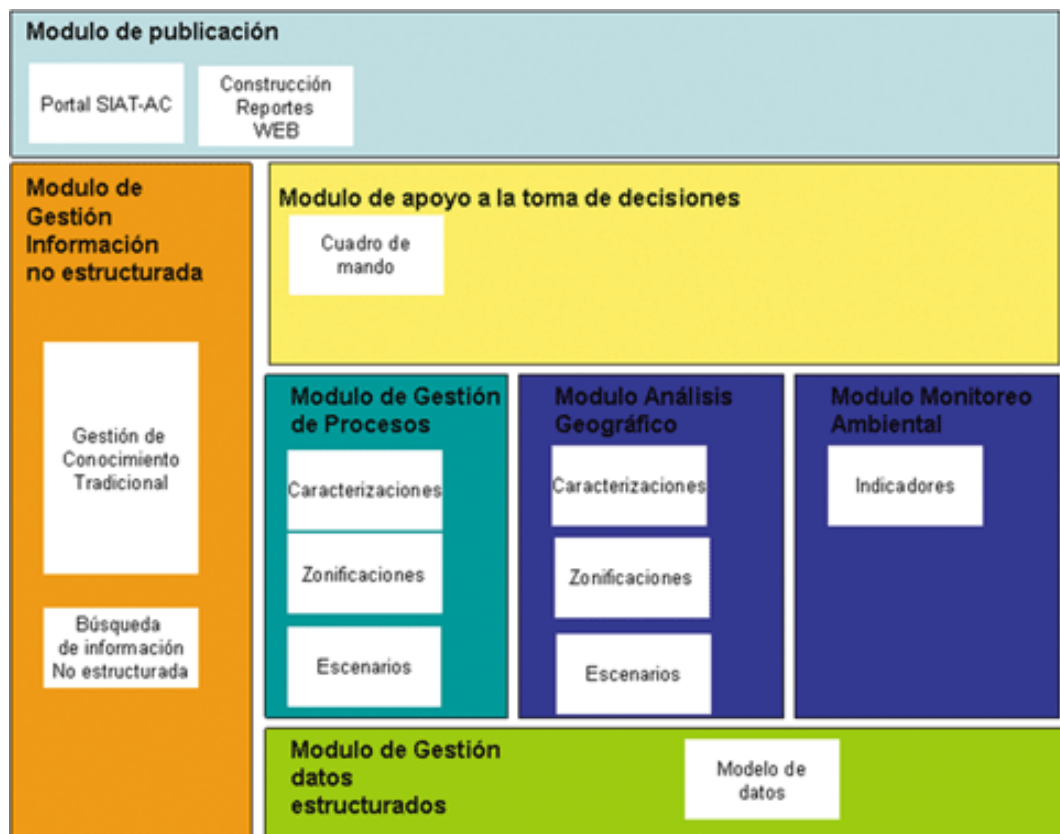 Modulo de publicación
Portal SIAT-AC
Construcción
Reportes
WEB
Modulo de
Gestión
Información
no estructurada
Gestión de
Conocimiento
Tradicional
Búsqueda
de información
No estructurada
Modulo de apoyo a la toma de decisiones
Cuadro de
mando
Modulo de Gestión
de Procesos
Caracterizaciones
Zonificaciones
Escenarios
Modulo Análisis
Geográfico
Caracterizaciones
Zonificaciones
Escenarios
Modulo Monitoreo
Ambiental
Indicadores
Modulo de Gestión
datos
estructurados
Modelo de
datos